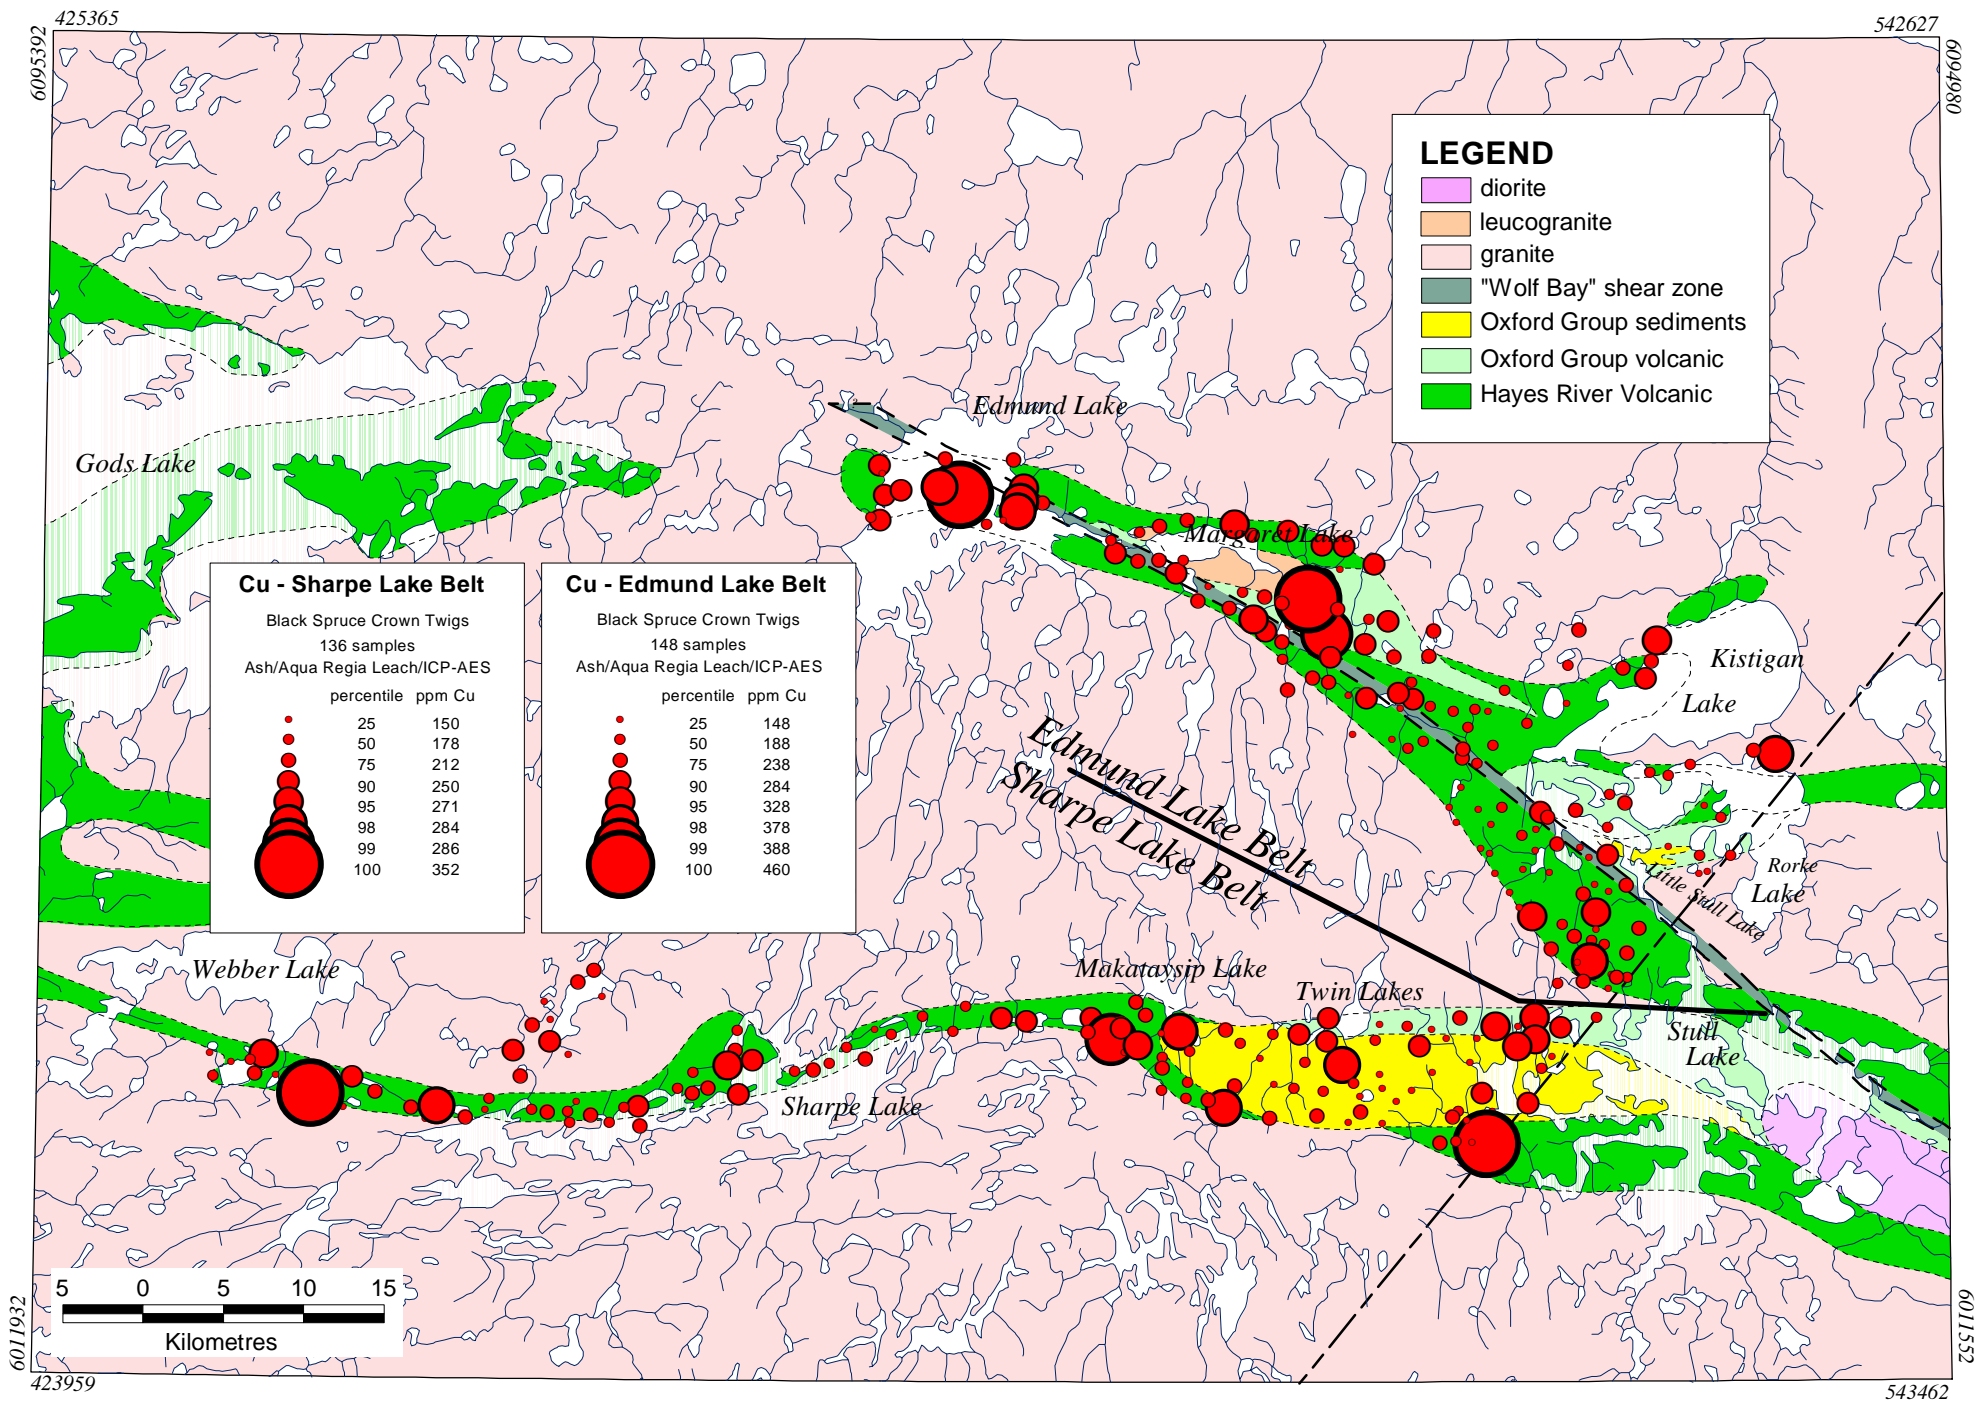 425365
542627
6095392
6094980
LEGEND
diorite
leucogranite
granite
"Wolf Bay" shear zone
Oxford Group sediments
Oxford Group volcanic
Hayes River Volcanic
Edmund Lake
Gods Lake
Margaret Lake
Cu - Sharpe Lake Belt
Black Spruce Crown Twigs
136 samples
Ash/Aqua Regia Leach/ICP-AES
percentile ppm Cu
25 150
50 178
75 212
90 250
95 271
98 284
99 286
100 352
Cu - Edmund Lake Belt
Black Spruce Crown Twigs
148 samples
Ash/Aqua Regia Leach/ICP-AES
percentile ppm Cu
25 148
50 188
75 238
90 284
95 328
98 378
99 388
100 460
Kistigan
Lake
Edmund Lake Belt
Sharpe Lake Belt
Rorke
Lake
Little Stull Lake
Webber Lake
Makataysip Lake
Twin Lakes
Stull
Lake
Sharpe Lake
5 0 5 10 15
Kilometres
6011932
6011552
423959
543462